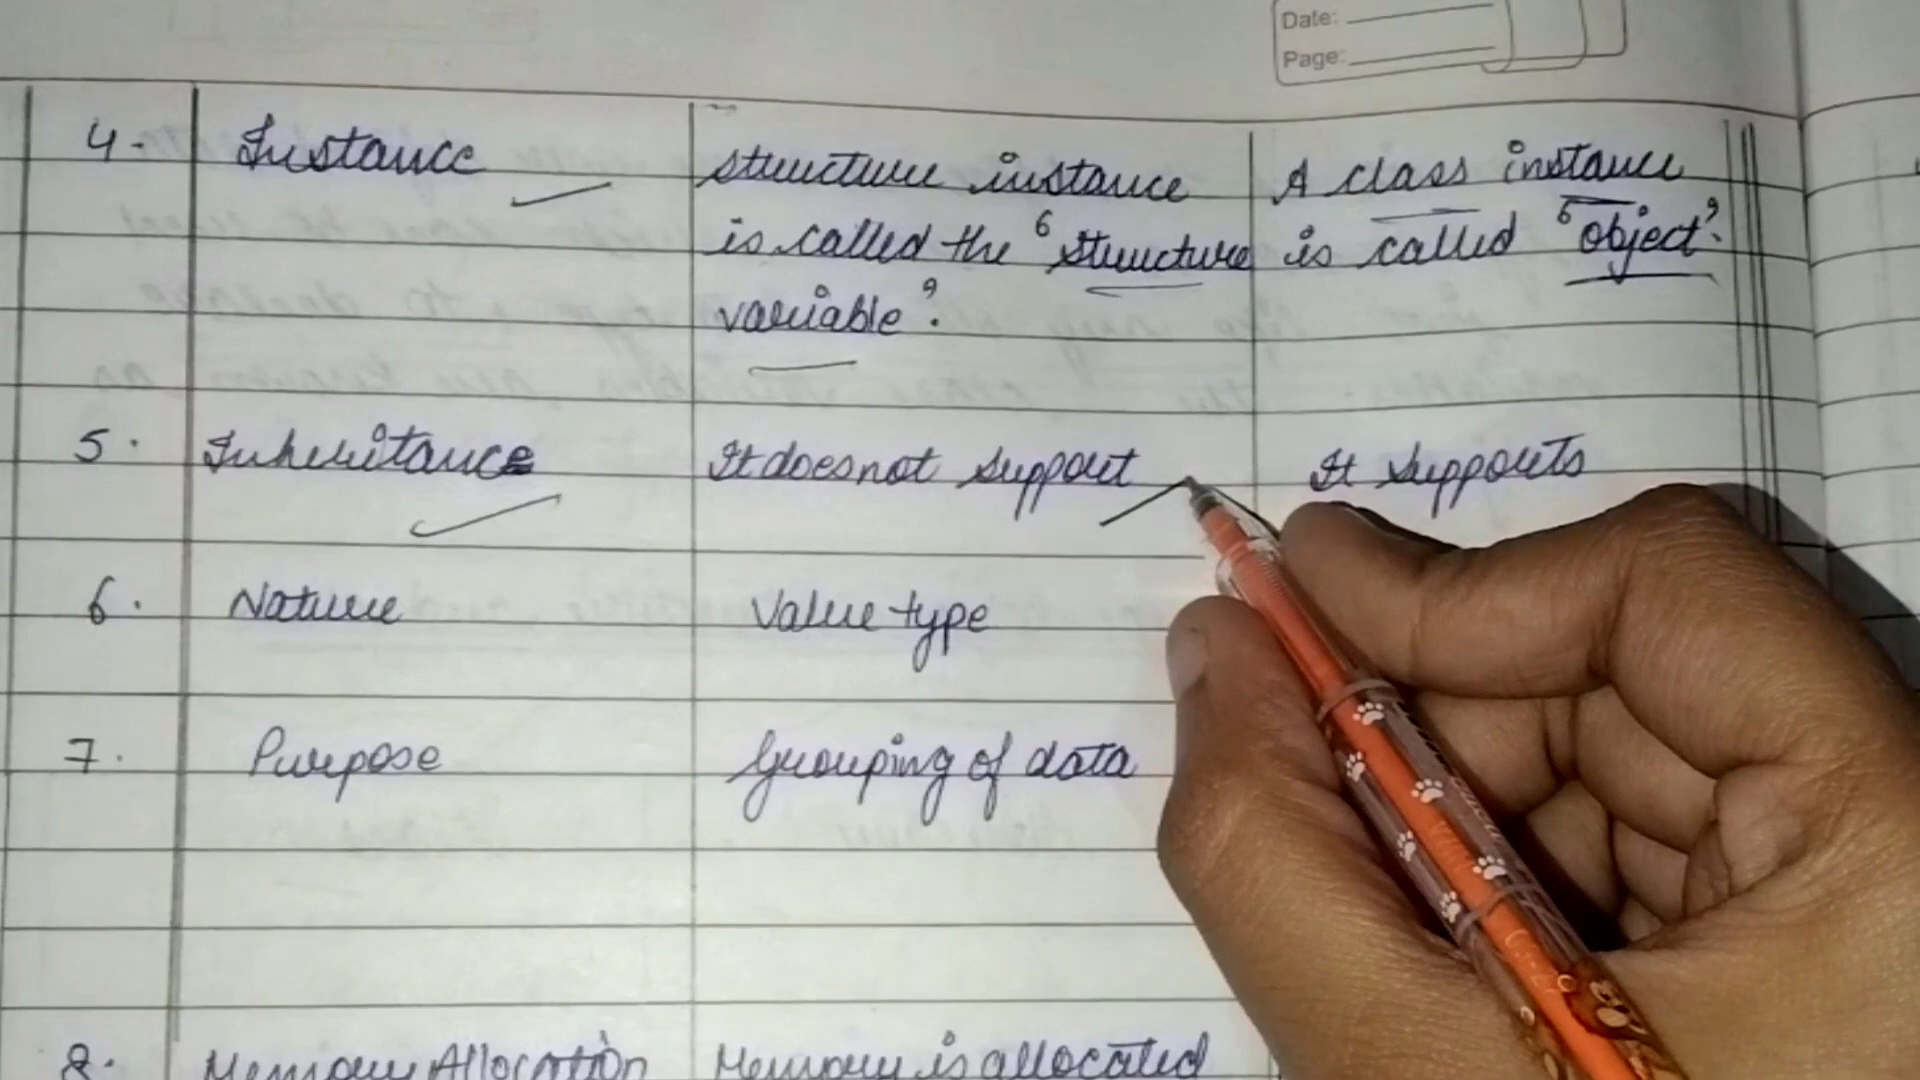 Date:
Page:
4. Instance structure instance A class instance
is called the 'structure is called 'object'.
variable'.
5. Inheritance It doesnot support It supports
6. Nature Value type
7. Purpose Grouping of data
8. Memory Allocation Memory is allocated